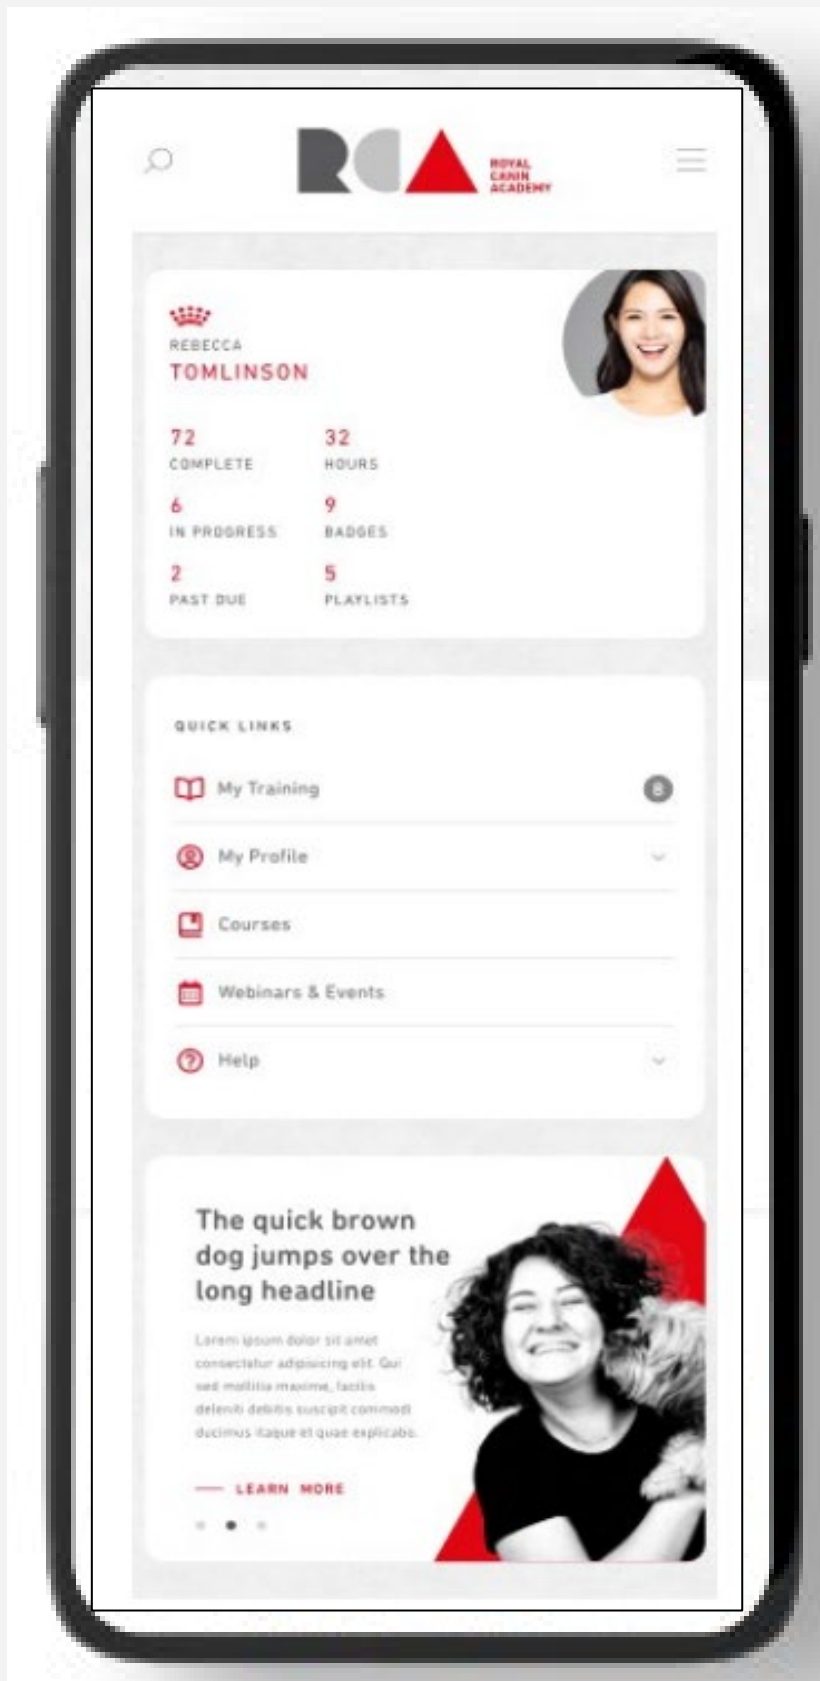 RCA
ROYAL
CANIN
ACADEMY
REBECCA
TOMLINSON
72
COMPLETE
32
HOURS
6
IN PROGRESS
9
BADGES
2
PAST DUE
5
PLAYLISTS
QUICK LINKS
My Training
8
My Profile
Courses
Webinars & Events
Help
The quick brown
dog jumps over the
long headline
Lorem ipsum dolor sit amet
consectetur adipisicing elit. Qui
sed mollitia maxime, facilis
deleniti debitis suscipit commodi
ducimus itaque et quae explicabo.
LEARN MORE